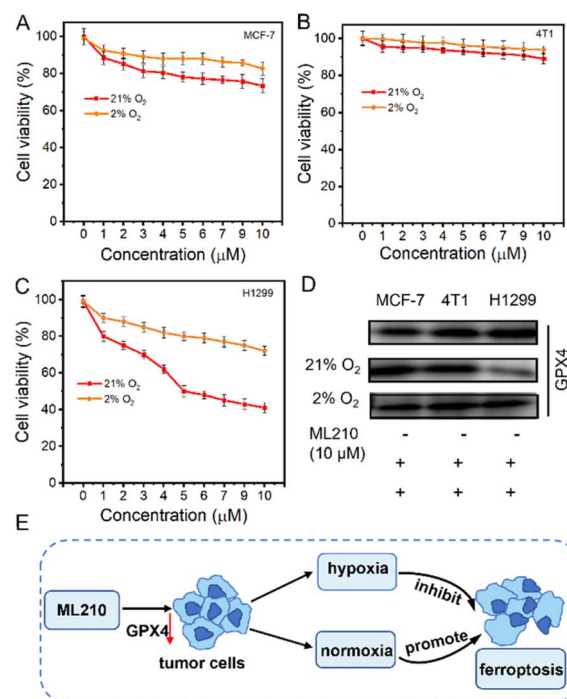 A
MCF-7
Cell viability (%)
100
80
60
40
20
0
21% O₂
2% O₂
0 1 2 3 4 5 6 7 9 10
Concentration (μM)
B
4T1
Cell viability (%)
100
80
60
40
20
0
21% O₂
2% O₂
0 1 2 3 4 5 6 7 9 10
Concentration (μM)
C
H1299
Cell viability (%)
100
80
60
40
20
0
21% O₂
2% O₂
0 1 2 3 4 5 6 7 8 9 10
Concentration (μM)
D
MCF-7 4T1 H1299
21% O₂
2% O₂
GPX4
ML210 - - -
(10 μM) + + +
+ + +
E
ML210
GPX4
tumor cells
hypoxia
inhibit
normoxia
promote
ferroptosis